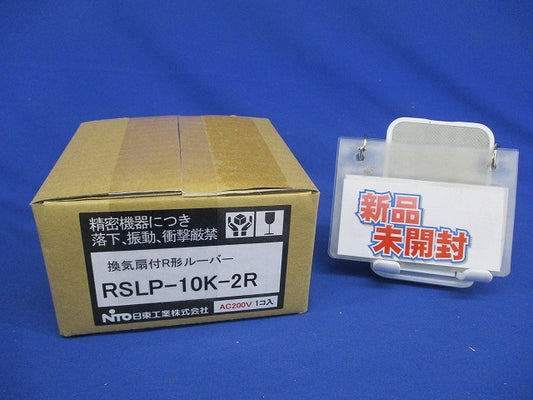 精密機器につき
落下、振動、衝撃厳禁
換気扇付R形ルーバー
RSLP-10K-2R
NITO 日東工業株式会社
AC200V 1コ入
新品
未開封